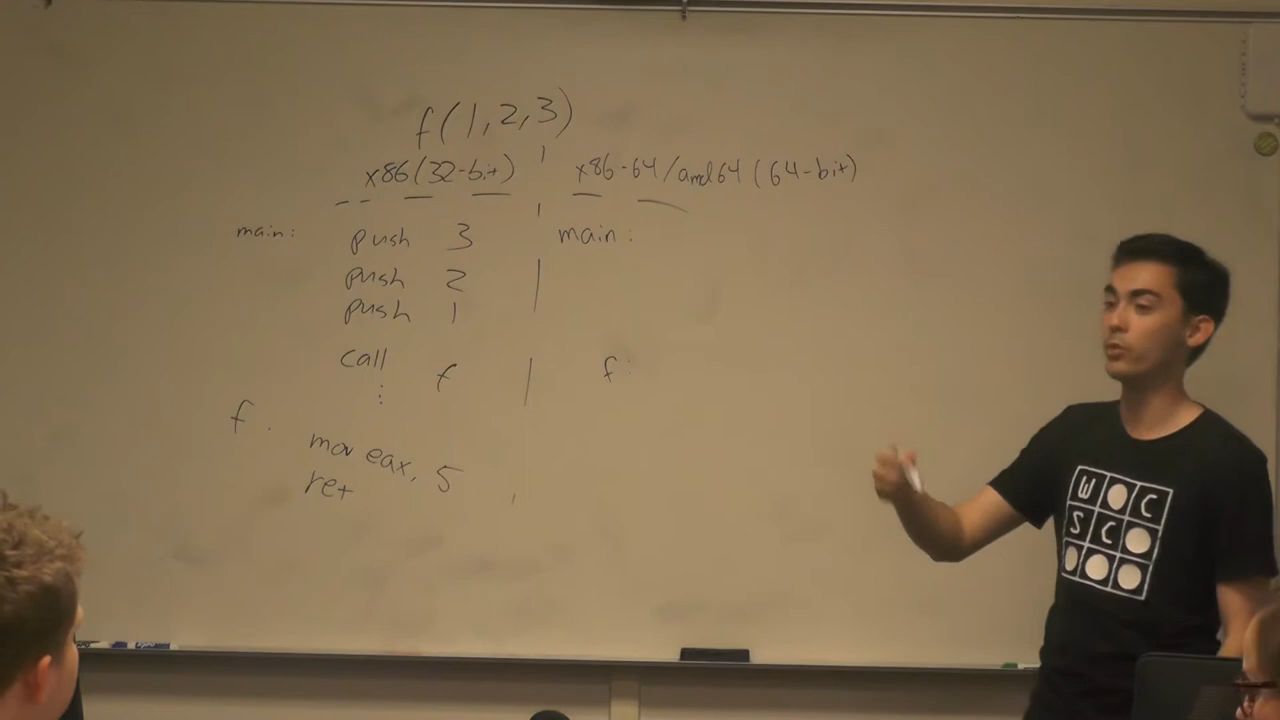 f(1,2,3)
x86(32-bit) x86-64/amd64 (64-bit)
main: push 3 main:
push 2
push 1
call f f:
f:
mov eax, 5
ret
W C
S C